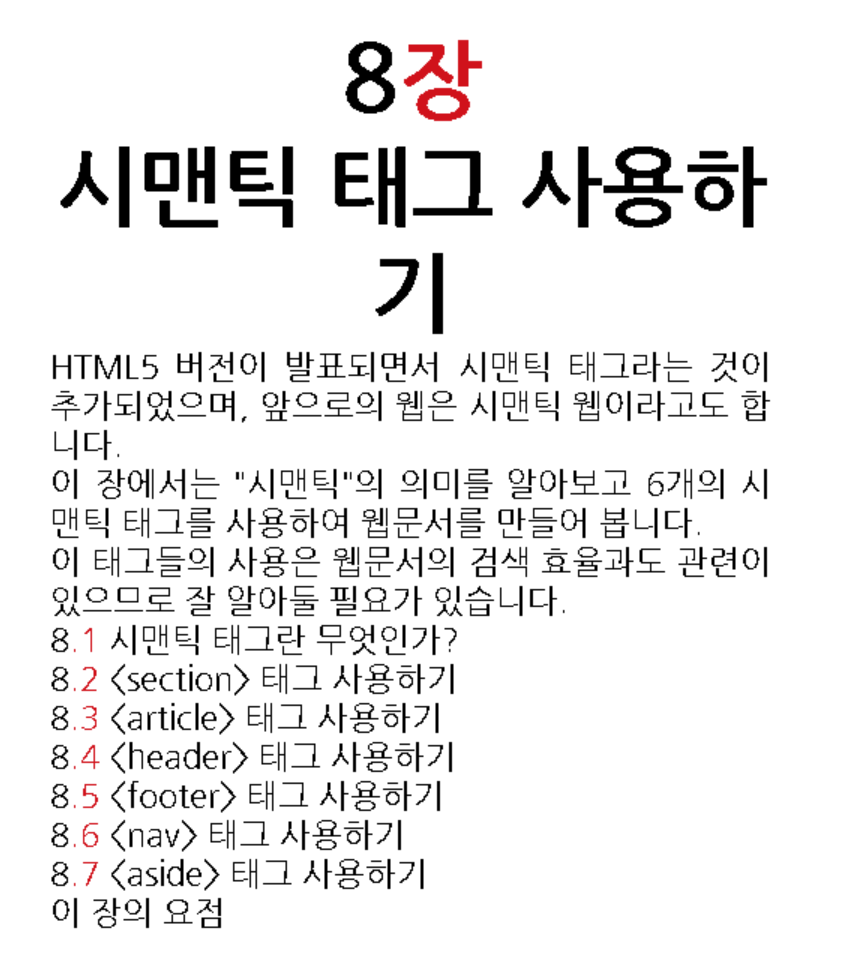 8장
시맨틱 태그 사용하
기
HTML5 버전이 발표되면서 시맨틱 태그라는 것이
추가되었으며, 앞으로의 웹은 시맨틱 웹이라고도 합
니다.
이 장에서는 "시맨틱"의 의미를 알아보고 6개의 시
맨틱 태그를 사용하여 웹문서를 만들어 봅니다.
이 태그들의 사용은 웹문서의 검색 효율과도 관련이
있으므로 잘 알아둘 필요가 있습니다.
8.1 시맨틱 태그란 무엇인가?
8.2 〈section〉 태그 사용하기
8.3 〈article〉 태그 사용하기
8.4 〈header〉 태그 사용하기
8.5 〈footer〉 태그 사용하기
8.6 〈nav〉 태그 사용하기
8.7 〈aside〉 태그 사용하기
이 장의 요점